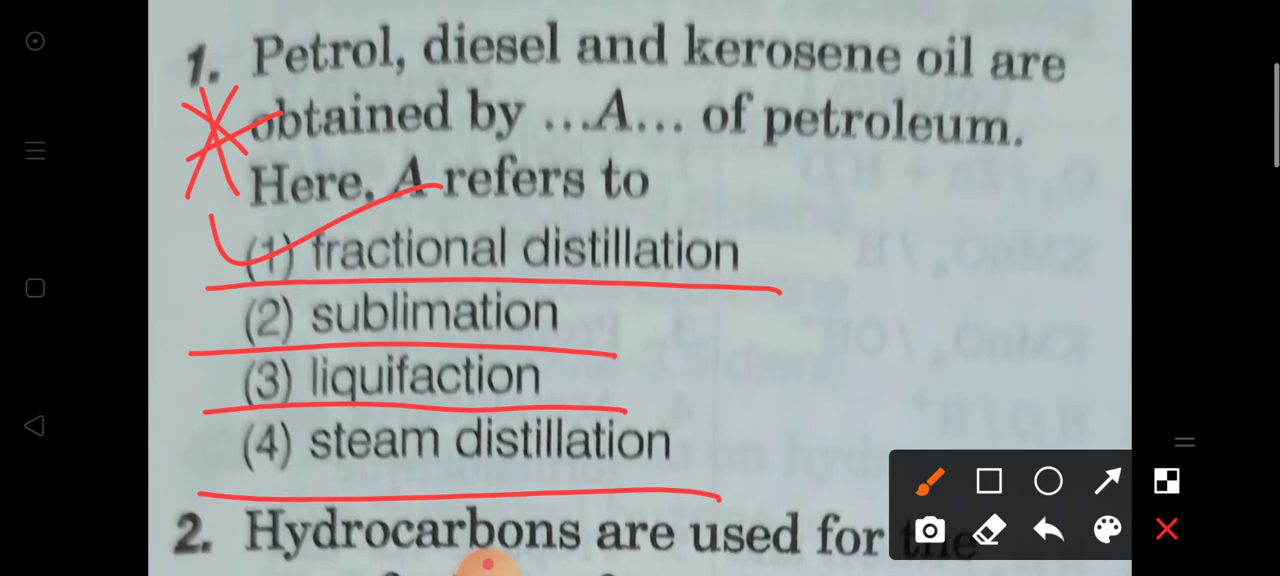 1. Petrol, diesel and kerosene oil are
obtained by ...A... of petroleum.
Here, A refers to
(1) fractional distillation
(2) sublimation
(3) liquifaction
(4) steam distillation
2. Hydrocarbons are used for the